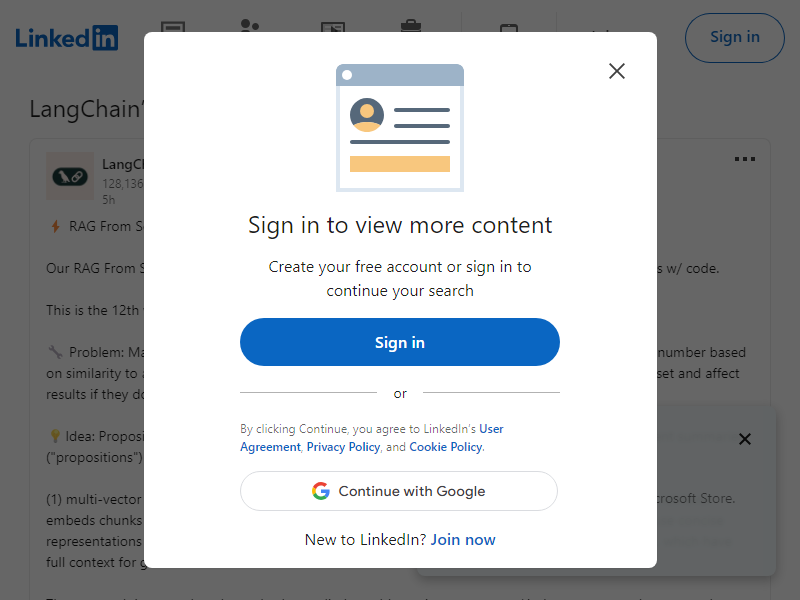 LinkedIn
Sign in
LangChain'
LangCh
128,136
5h
RAG From S
Our RAG From S
s w/ code.
This is the 12th
Problem: Ma
number based
on similarity to
set and affect
results if they do
Idea: Proposi
("propositions")
(1) multi-vector
crosoft Store.
embeds chunks
representations
full context for g
Sign in to view more content
Create your free account or sign in to
continue your search
Sign in
or
By clicking Continue, you agree to LinkedIn's User
Agreement, Privacy Policy, and Cookie Policy.
Continue with Google
New to LinkedIn? Join now